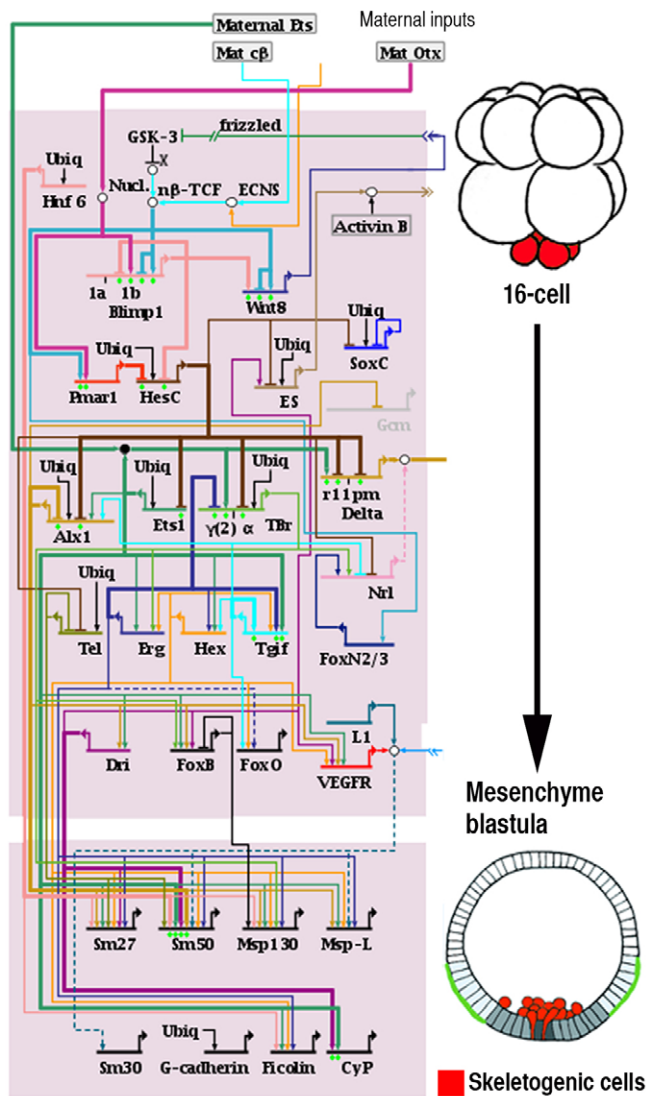 Maternal Ets
Maternal inputs
Mat cβ
Mat Otx
frizzled
GSK-3
X
Ubiq
Nucl.
nβ-TCF
ECNS
Hnf 6
Activin B
1a
1b
Blimp1
Wnt8
16-cell
Ubiq
Ubiq
Ubiq
SoxC
Pmar1
HesC
ES
Gcm
Ubiq
Ubiq
Ubiq
r11pm
Delta
Alx1
Ets1
γ(2)
α
TBr
Ubiq
Nrl
Tel
Erg
Hex
Tgif
FoxN2/3
L1
Dri
FoxB
FoxO
VEGFR
Mesenchyme
blastula
Sm27
Sm50
Msp130
Msp-L
Ubiq
Sm30
G-cadherin
Ficolin
CyP
Skeletogenic cells